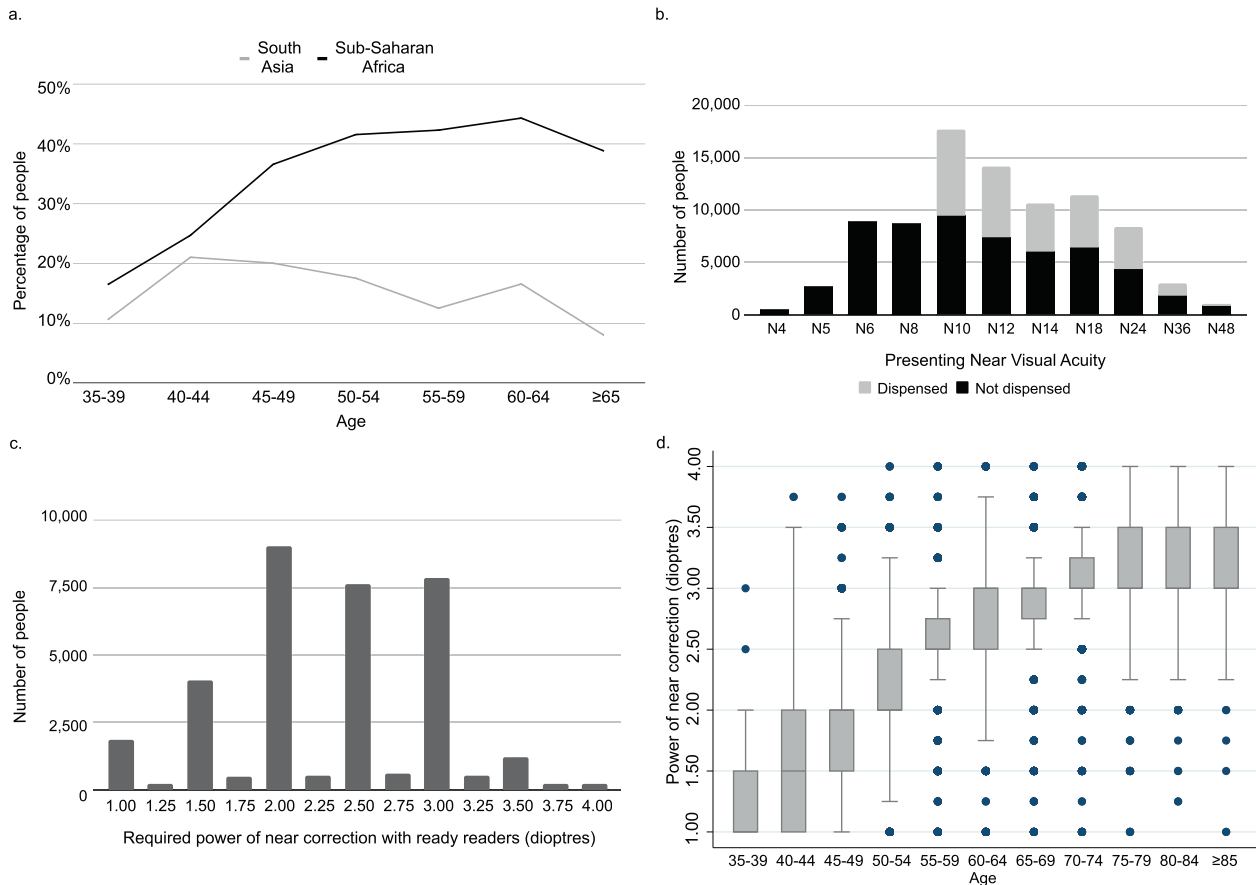 a.
South Asia
Sub-Saharan Africa
Percentage of people
50%
40%
30%
20%
10%
0%
35-39 40-44 45-49 50-54 55-59 60-64 ≥65
Age
b.
Number of people
20,000
15,000
10,000
5,000
0
N4 N5 N6 N8 N10 N12 N14 N18 N24 N36 N48
Presenting Near Visual Acuity
Dispensed Not dispensed
c.
Number of people
10,000
7,500
5,000
2,500
0
1.00 1.25 1.50 1.75 2.00 2.25 2.50 2.75 3.00 3.25 3.50 3.75 4.00
Required power of near correction with ready readers (dioptres)
d.
Power of near correction (dioptres)
4.00
3.50
3.00
2.50
2.00
1.50
1.00
35-39 40-44 45-49 50-54 55-59 60-64 65-69 70-74 75-79 80-84 ≥85
Age